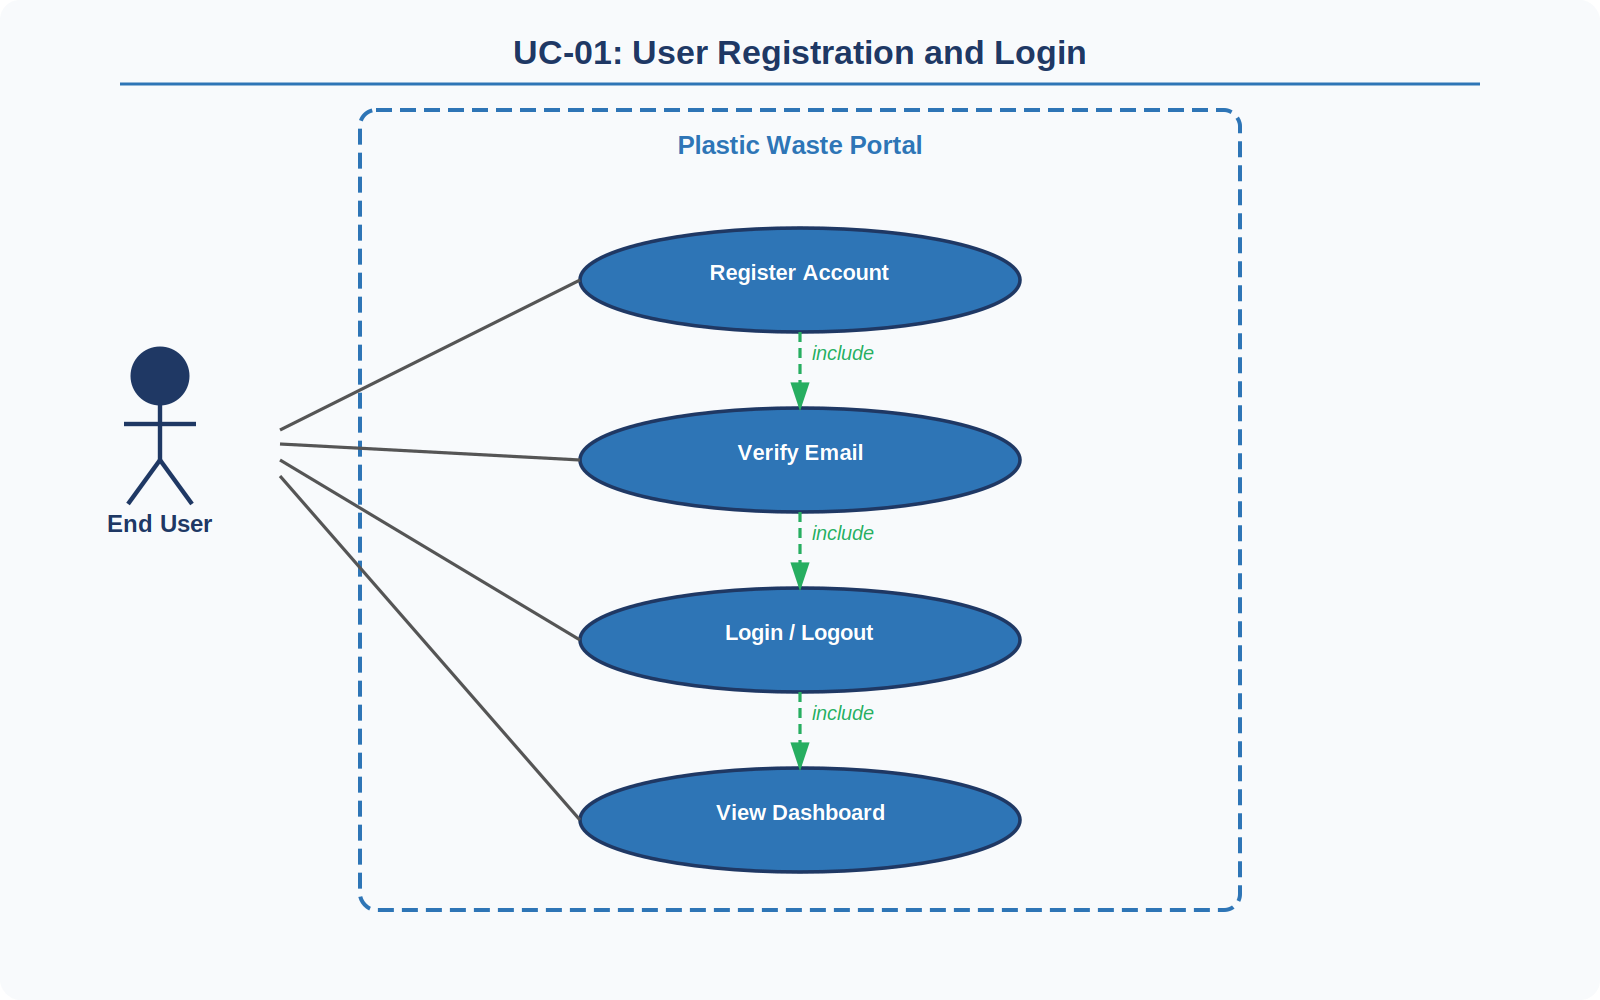 UC-01: User Registration and Login
Plastic Waste Portal
Register Account
include
Verify Email
include
Login / Logout
include
View Dashboard
End User